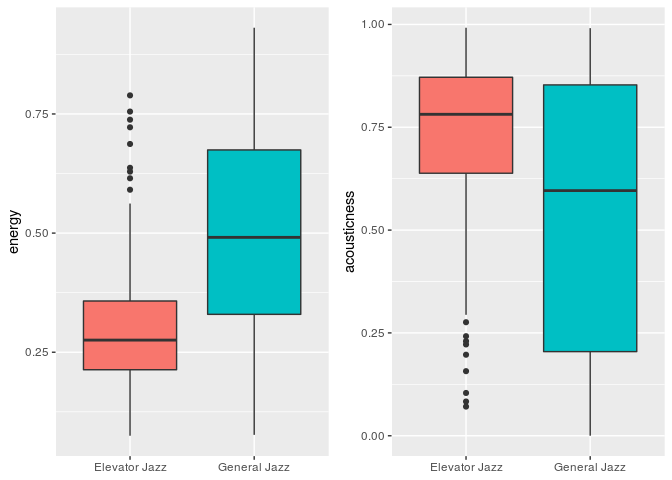 energy
0.75
0.50
0.25
Elevator Jazz
General Jazz
acousticness
1.00
0.75
0.50
0.25
0.00
Elevator Jazz
General Jazz